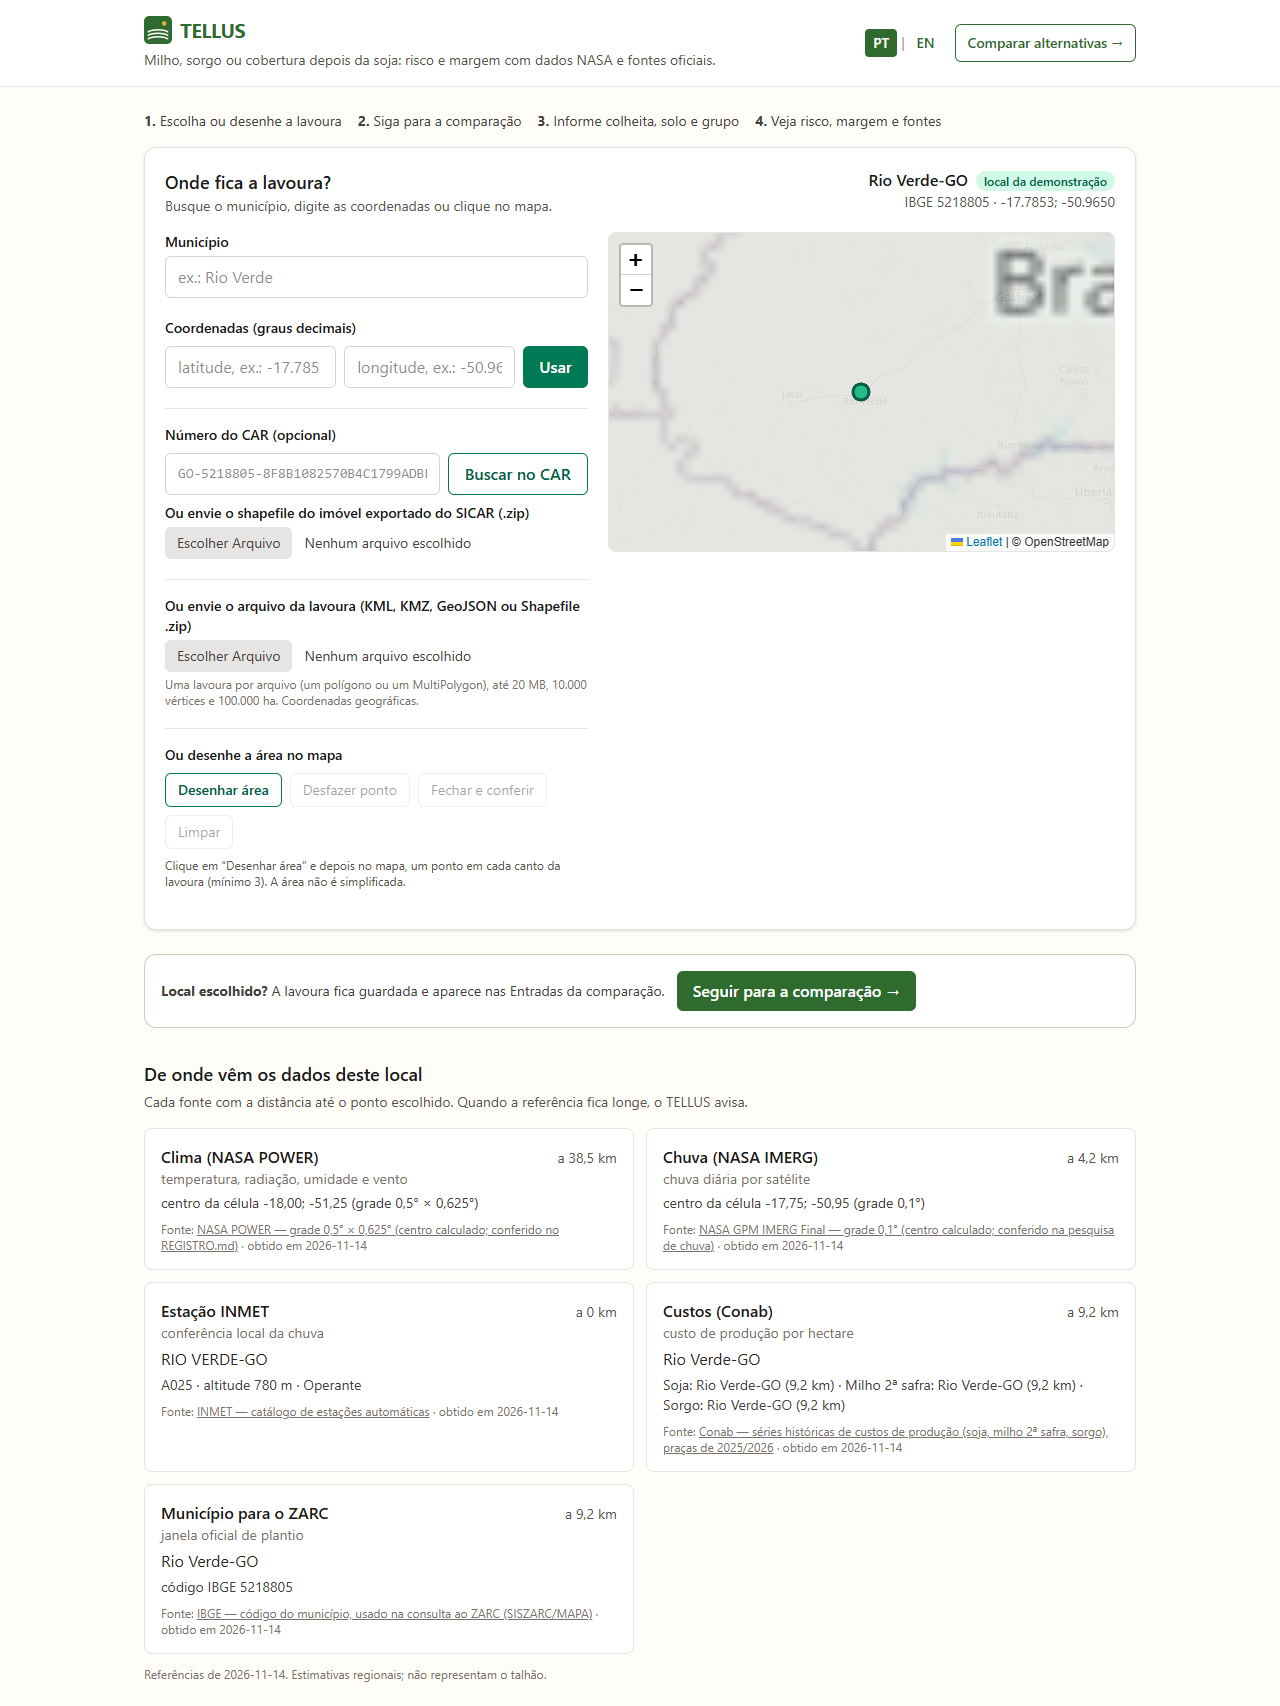 TELLUS
Milho, sorgo ou cobertura depois da soja: risco e margem com dados NASA e fontes oficiais.
PT | EN
Comparar alternativas →
1. Escolha ou desenhe a lavoura 2. Siga para a comparação 3. Informe colheita, solo e grupo 4. Veja risco, margem e fontes
Onde fica a lavoura?
Busque o município, digite as coordenadas ou clique no mapa.
Rio Verde-GO local da demonstração
IBGE 5218805 · -17.7853; -50.9650
Município
ex.: Rio Verde
Coordenadas (graus decimais)
latitude, ex.: -17.785
longitude, ex.: -50.96
Usar
Número do CAR (opcional)
GO-5218805-8F8B1082570B4C1799ADB
Buscar no CAR
Ou envie o shapefile do imóvel exportado do SICAR (.zip)
Escolher Arquivo Nenhum arquivo escolhido
Ou envie o arquivo da lavoura (KML, KMZ, GeoJSON ou Shapefile
.zip)
Escolher Arquivo Nenhum arquivo escolhido
Uma lavoura por arquivo (um polígono ou um MultiPolygon), até 20 MB, 10.000
vértices e 100.000 ha. Coordenadas geográficas.
Ou desenhe a área no mapa
Desenhar área
Desfazer ponto
Fechar e conferir
Limpar
Clique em “Desenhar área” e depois no mapa, um ponto em cada canto da
lavoura (mínimo 3). A área não é simplificada.
+
−
Anápolis
Bra
Goiânia
Caldas
Novas
Jataí
Rio Verde
Itumbiara
Arag
Uberlâ
Ituiutaba
Leaflet | © OpenStreetMap
Local escolhido? A lavoura fica guardada e aparece nas Entradas da comparação.
Seguir para a comparação →
De onde vêm os dados deste local
Cada fonte com a distância até o ponto escolhido. Quando a referência fica longe, o TELLUS avisa.
Clima (NASA POWER)
a 38,5 km
temperatura, radiação, umidade e vento
centro da célula -18,00; -51,25 (grade 0,5° × 0,625°)
Fonte: NASA POWER — grade 0,5° × 0,625° (centro calculado; conferido no
REGISTRO.md) · obtido em 2026-11-14
Chuva (NASA IMERG)
a 4,2 km
chuva diária por satélite
centro da célula -17,75; -50,95 (grade 0,1°)
Fonte: NASA GPM IMERG Final — grade 0,1° (centro calculado; conferido na pesquisa
de chuva) · obtido em 2026-11-14
Estação INMET
a 0 km
conferência local da chuva
RIO VERDE-GO
A025 · altitude 780 m · Operante
Fonte: INMET — catálogo de estações automáticas · obtido em 2026-11-14
Custos (Conab)
a 9,2 km
custo de produção por hectare
Rio Verde-GO
Soja: Rio Verde-GO (9,2 km) · Milho 2ª safra: Rio Verde-GO (9,2 km) ·
Sorgo: Rio Verde-GO (9,2 km)
Fonte: Conab — séries históricas de custos de produção (soja, milho 2ª safra, sorgo),
praças de 2025/2026 · obtido em 2026-11-14
Município para o ZARC
a 9,2 km
janela oficial de plantio
Rio Verde-GO
código IBGE 5218805
Fonte: IBGE — código do município, usado na consulta ao ZARC (SISZARC/MAPA) ·
obtido em 2026-11-14
Referências de 2026-11-14. Estimativas regionais; não representam o talhão.